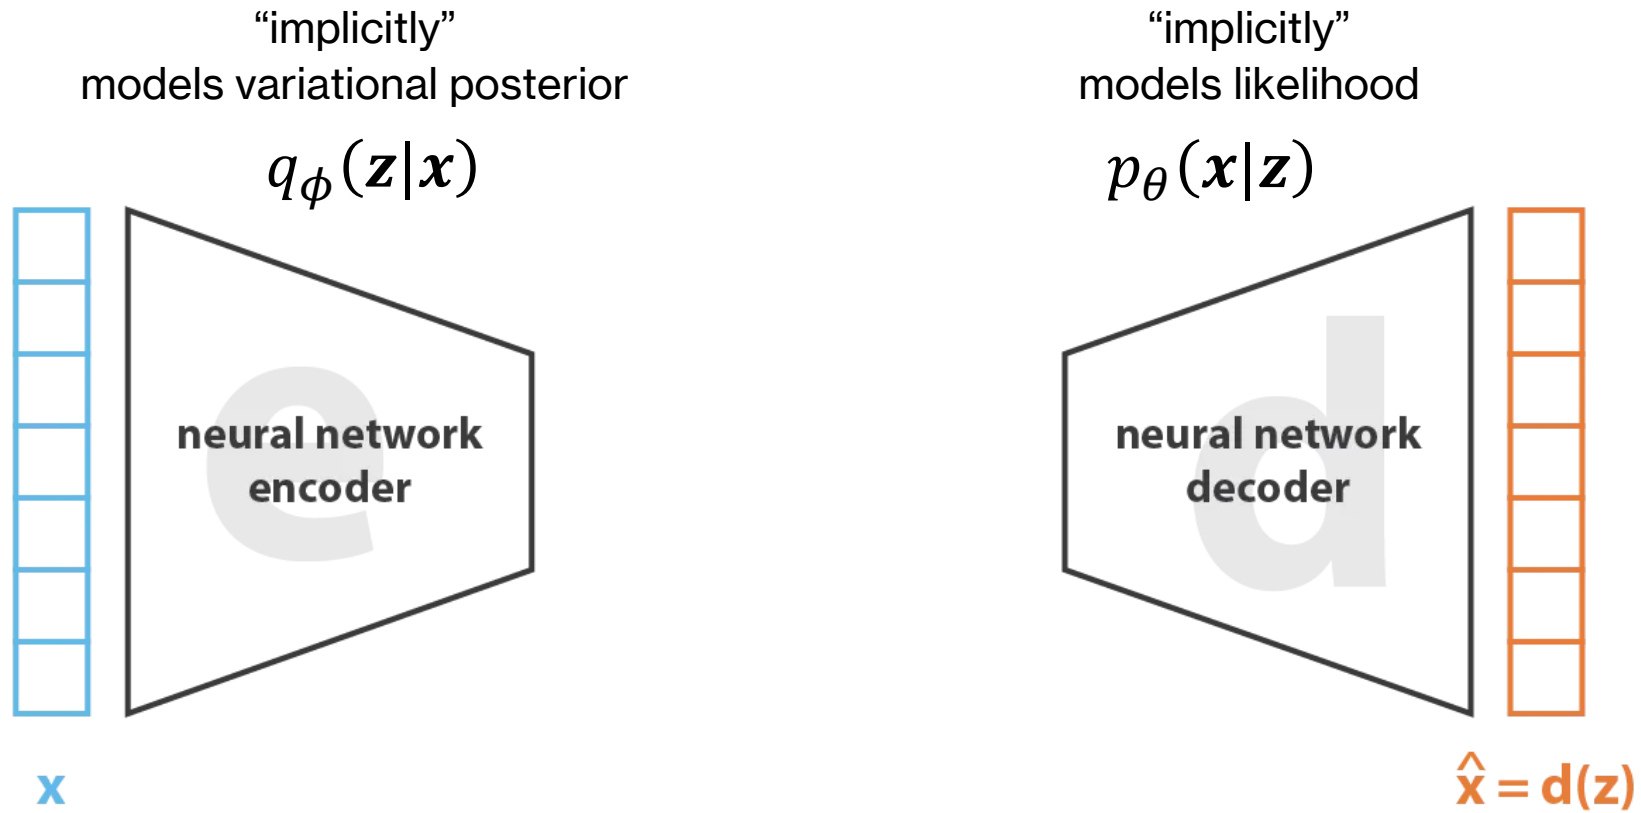 “implicitly”
models variational posterior
qϕ(z|x)
“implicitly”
models likelihood
pθ(x|z)
e
neural network
encoder
d
neural network
decoder
x
x̂ = d(z)